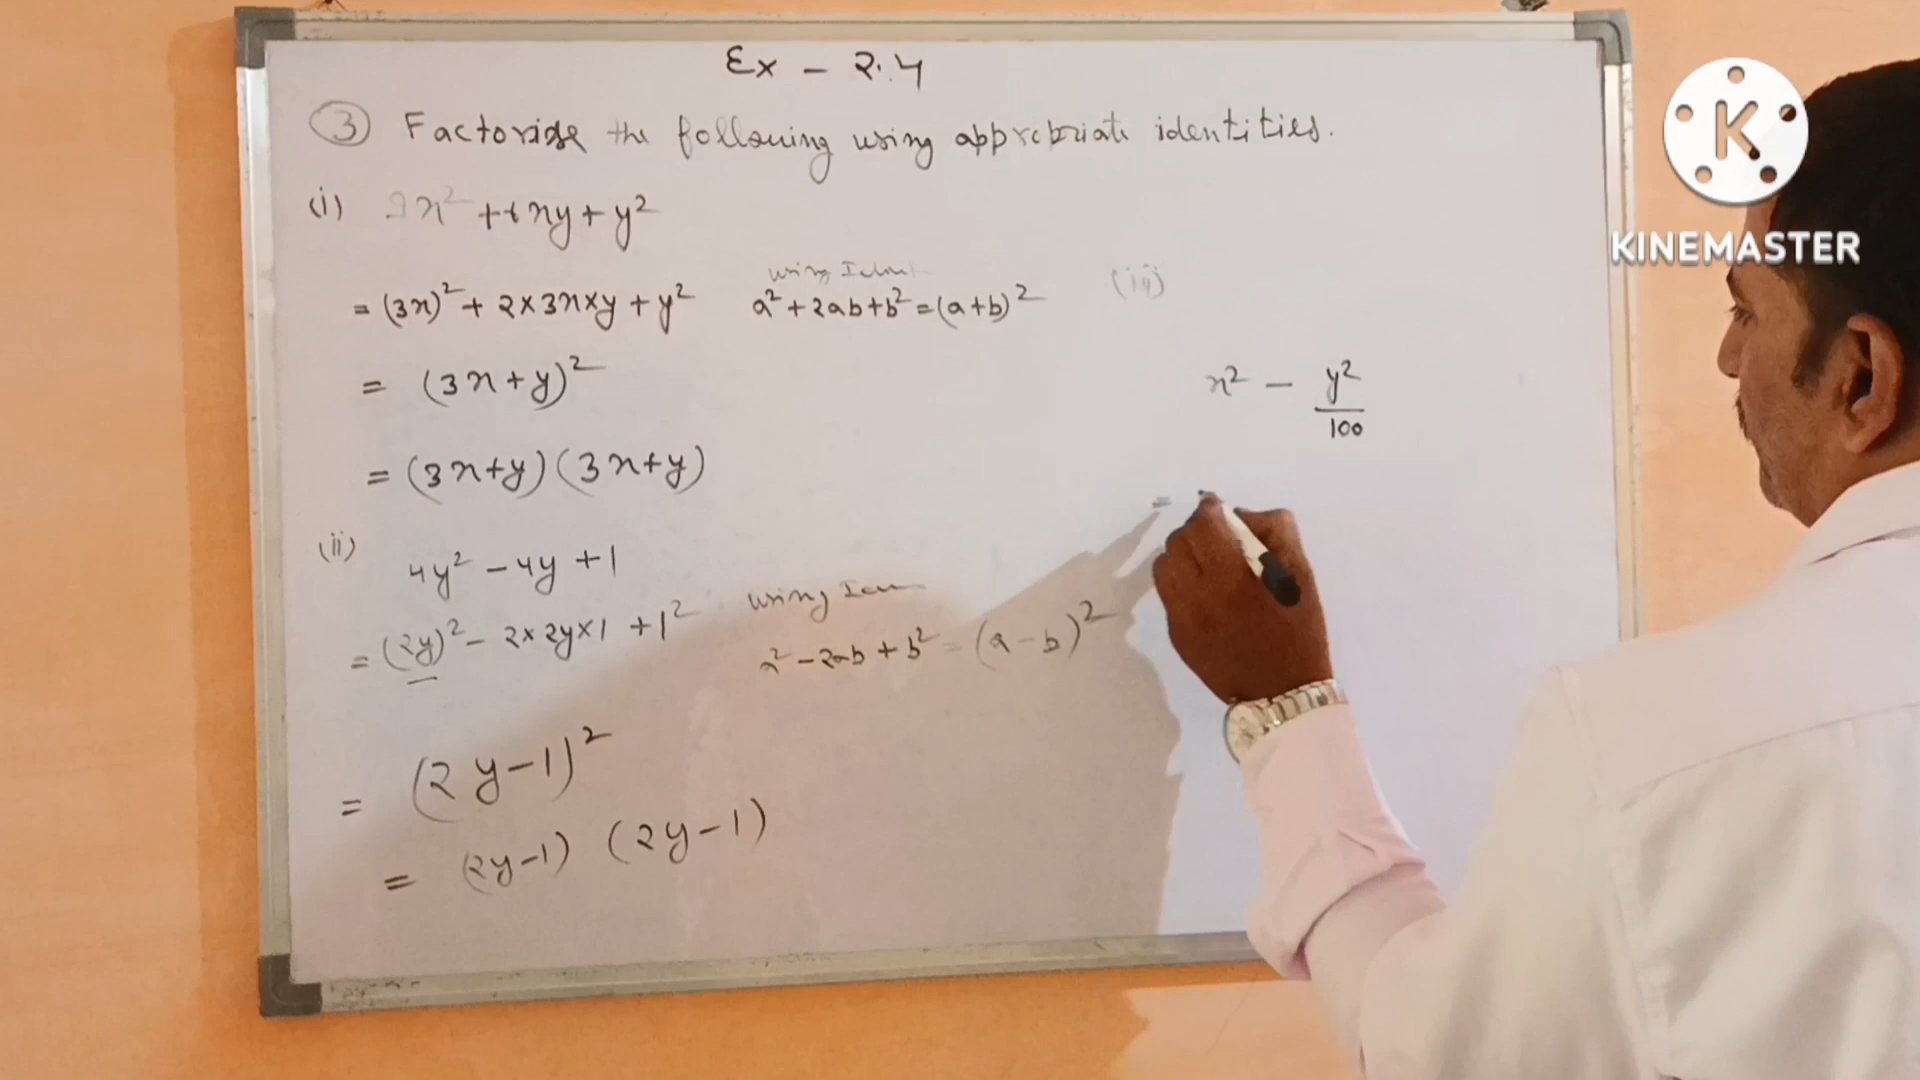 Ex - 2.4
(3) Factorise the following using appropriate identities.
(i) 9x² + 6xy + y²
= (3x)² + 2×3x×y + y² using
a² + 2ab + b² = (a+b)²
= (3x+y)²
= (3x+y)(3x+y)
(ii) 4y² - 4y + 1
= (2y)² - 2×2y×1 + 1² using
a² - 2ab + b² = (a-b)²
= (2y-1)²
= (2y-1) (2y-1)
(iii)
x² - y²/100
=
K
KINEMASTER